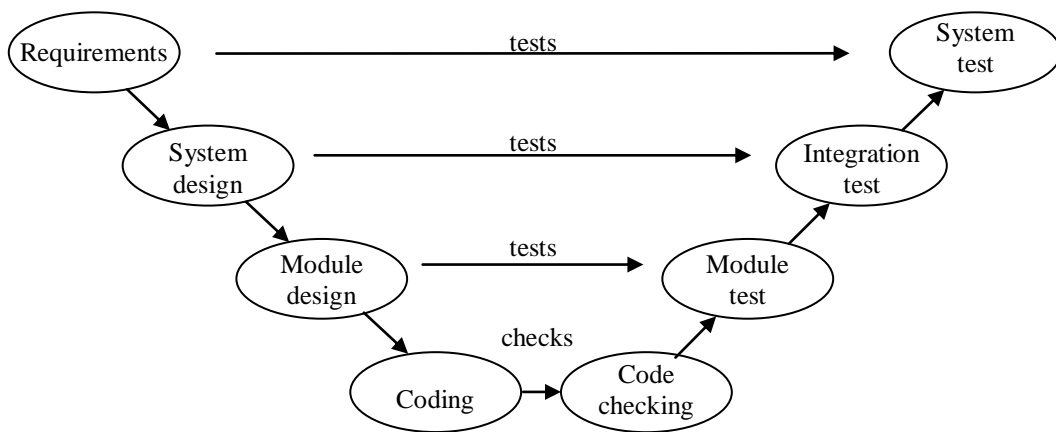 Requirements
tests
System
test
System
design
tests
Integration
test
Module
design
tests
Module
test
checks
Coding
Code
checking